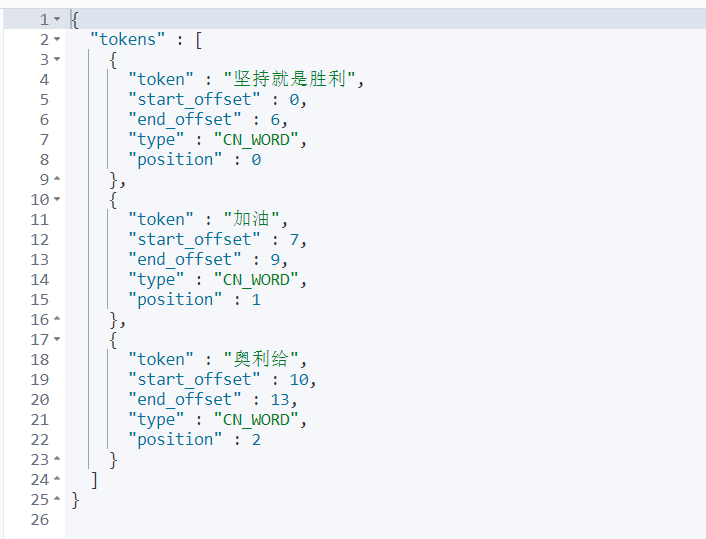 1 {
2 "tokens" : [
3 {
4 "token" : "坚持就是胜利",
5 "start_offset" : 0,
6 "end_offset" : 6,
7 "type" : "CN_WORD",
8 "position" : 0
9 },
10 {
11 "token" : "加油",
12 "start_offset" : 7,
13 "end_offset" : 9,
14 "type" : "CN_WORD",
15 "position" : 1
16 },
17 {
18 "token" : "奥利给",
19 "start_offset" : 10,
20 "end_offset" : 13,
21 "type" : "CN_WORD",
22 "position" : 2
23 }
24 ]
25 }
26